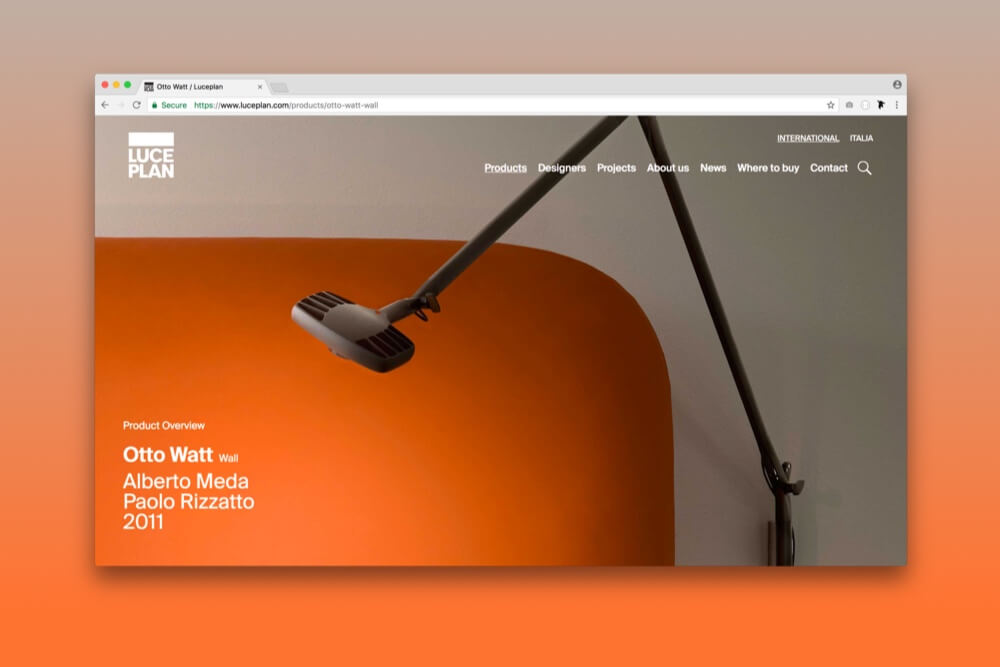 Otto Watt / Luceplan
Secure https://www.luceplan.com/products/otto-watt-wall
INTERNATIONAL ITALIA
LUCE
PLAN
Products Designers Projects About us News Where to buy Contact
Product Overview
Otto Watt Wall
Alberto Meda
Paolo Rizzatto
2011